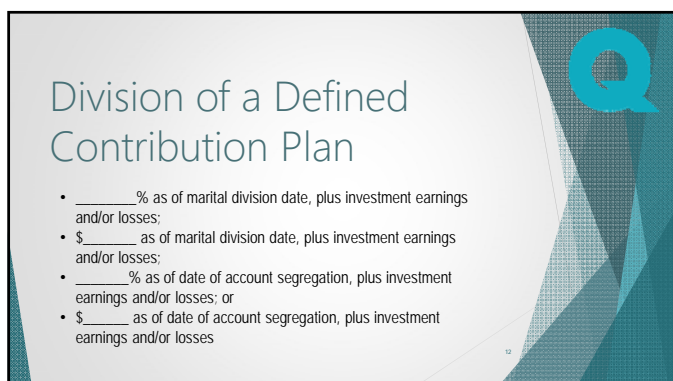 Q
Division of a Defined
Contribution Plan
• ________% as of marital division date, plus investment earnings
and/or losses;
• $_______ as of marital division date, plus investment earnings
and/or losses;
• _______% as of date of account segregation, plus investment
earnings and/or losses; or
• $______ as of date of account segregation, plus investment
earnings and/or losses
12